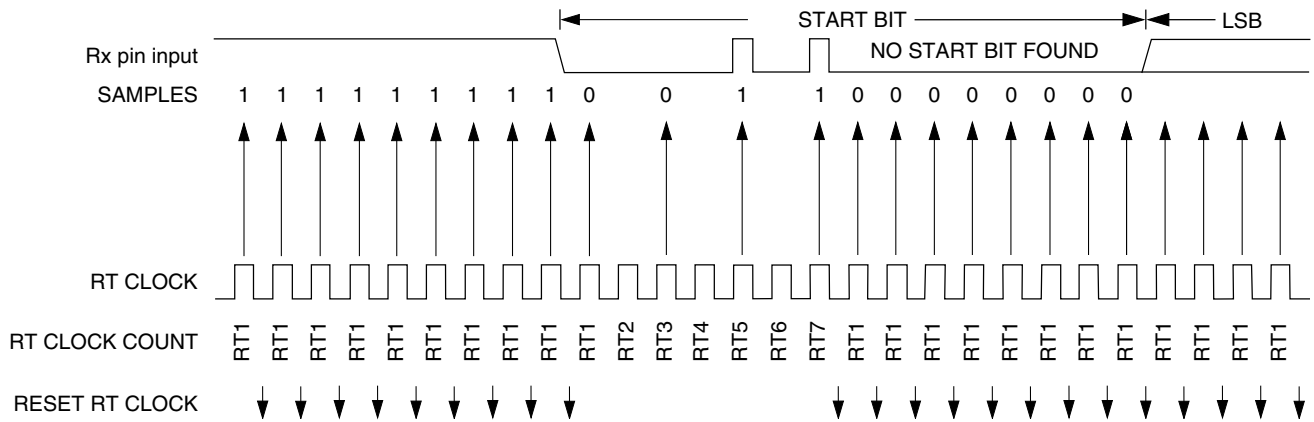 START BIT
LSB
Rx pin input
NO START BIT FOUND
SAMPLES 1 1 1 1 1 1 1 1 1 0 0 1 1 0 0 0 0 0 0 0 0
RT CLOCK
RT CLOCK COUNT RT1 RT1 RT1 RT1 RT1 RT1 RT1 RT1 RT1 RT1 RT2 RT3 RT4 RT5 RT6 RT7 RT1 RT1 RT1 RT1 RT1 RT1 RT1 RT1 RT1 RT1 RT1 RT1
RESET RT CLOCK